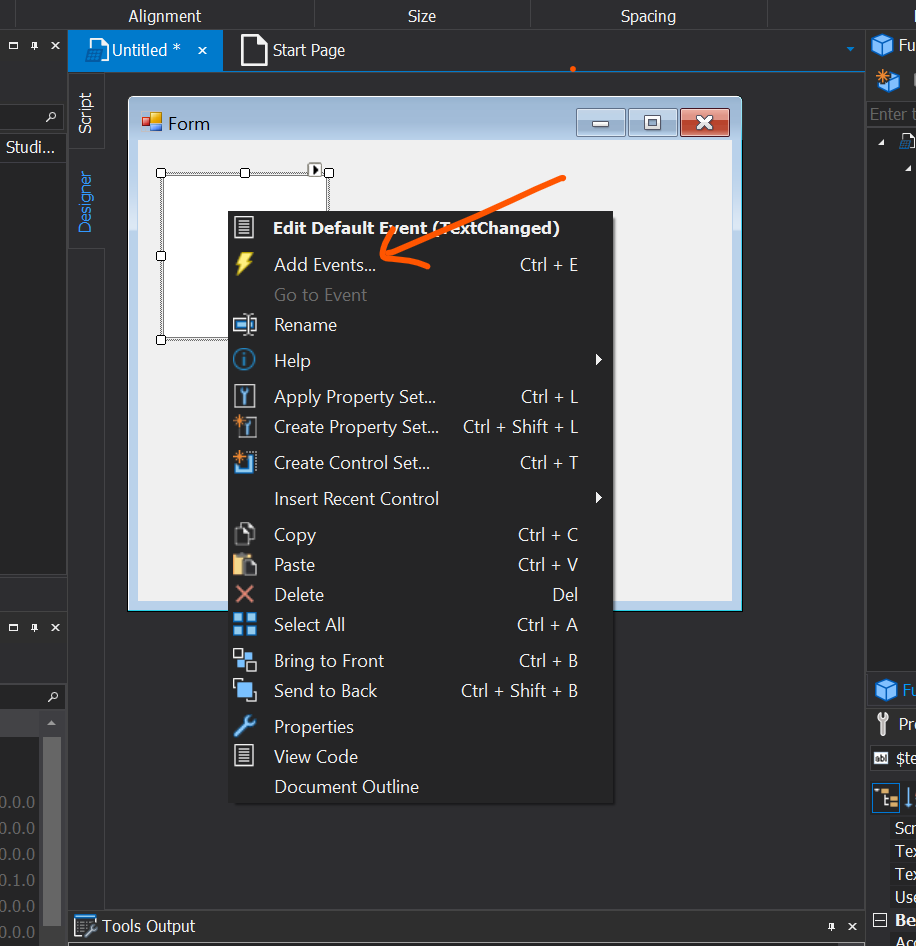 Alignment Size Spacing
Untitled * Start Page
Script
Designer
Studi...
Form
Edit Default Event (TextChanged)
Add Events... Ctrl + E
Go to Event
Rename
Help
Apply Property Set... Ctrl + L
Create Property Set... Ctrl + Shift + L
Create Control Set... Ctrl + T
Insert Recent Control
Copy Ctrl + C
Paste Ctrl + V
Delete Del
Select All Ctrl + A
Bring to Front Ctrl + B
Send to Back Ctrl + Shift + B
Properties
View Code
Document Outline
0.0.0
0.0.0
0.0.0
0.1.0
0.0.0
0.0.0
Tools Output
Fu
Enter t
Fu
Pro
abl $te
Scr
Tex
Tex
Use
Be
Acc